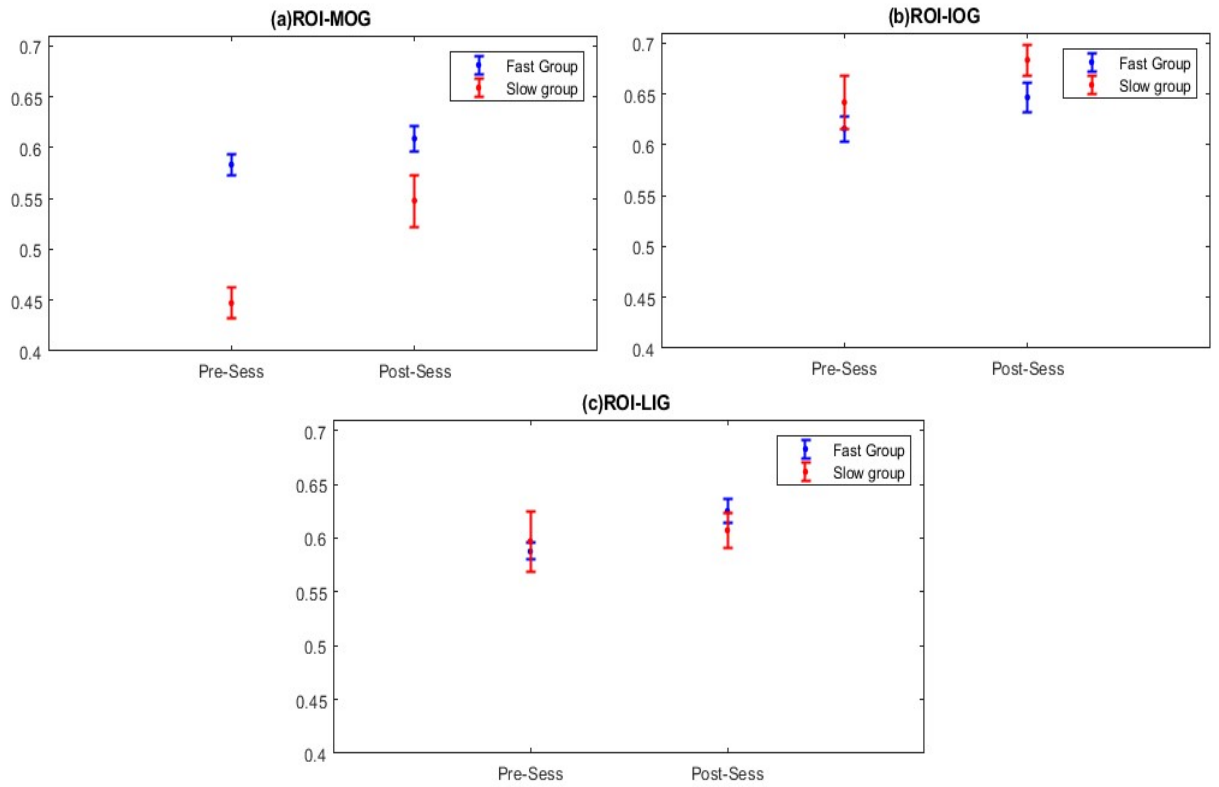 (a)ROI-MOG
0.7
0.65
0.6
0.55
0.5
0.45
0.4
Pre-Sess
Post-Sess
Fast Group
Slow group
(b)ROI-IOG
0.7
0.65
0.6
0.55
0.5
0.45
0.4
Pre-Sess
Post-Sess
Fast Group
Slow group
(c)ROI-LIG
0.7
0.65
0.6
0.55
0.5
0.45
0.4
Pre-Sess
Post-Sess
Fast Group
Slow group